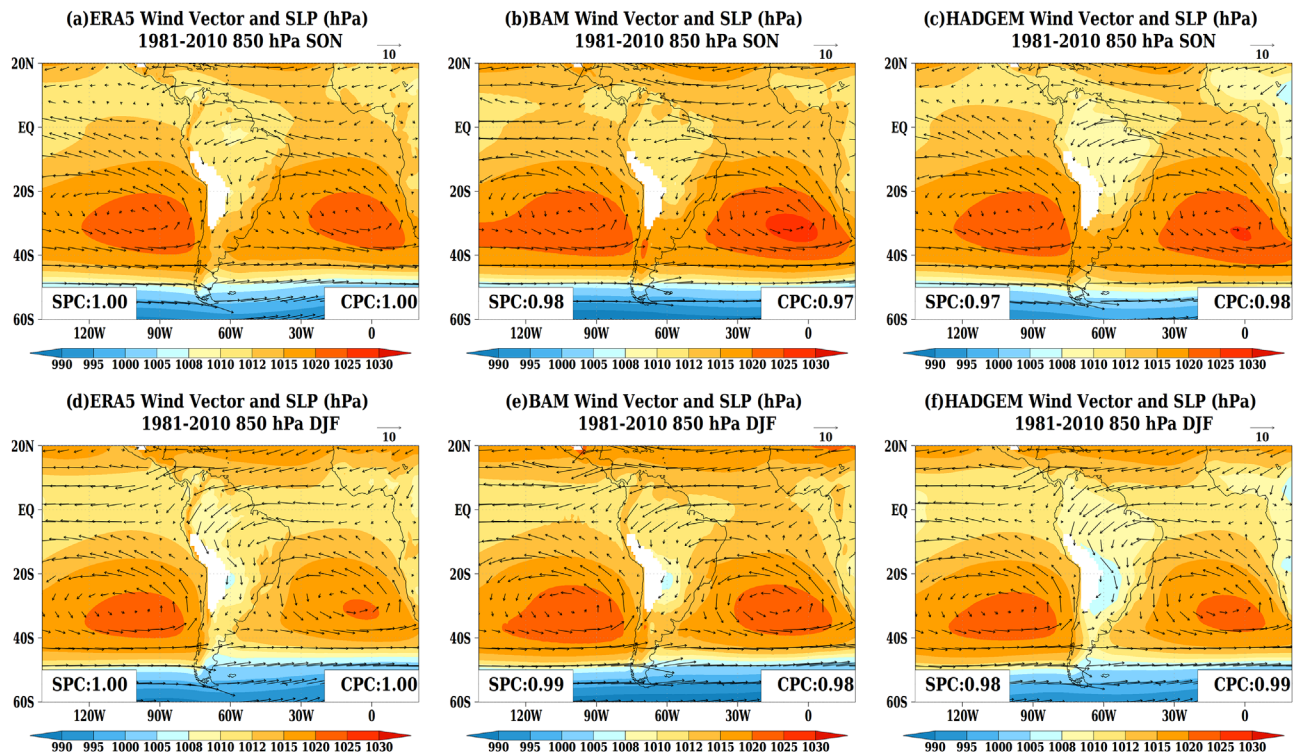 (a)ERA5 Wind Vector and SLP (hPa)
1981-2010 850 hPa SON
10
20N
EQ
20S
40S
60S
SPC:1.00
CPC:1.00
120W 90W 60W 30W 0
990 995 1000 1005 1008 1010 1012 1015 1020 1025 1030
(b)BAM Wind Vector and SLP (hPa)
1981-2010 850 hPa SON
10
20N
EQ
20S
40S
60S
SPC:0.98
CPC:0.97
120W 90W 60W 30W 0
990 995 1000 1005 1008 1010 1012 1015 1020 1025 1030
(c)HADGEM Wind Vector and SLP (hPa)
1981-2010 850 hPa SON
10
20N
EQ
20S
40S
60S
SPC:0.97
CPC:0.98
120W 90W 60W 30W 0
990 995 1000 1005 1008 1010 1012 1015 1020 1025 1030
(d)ERA5 Wind Vector and SLP (hPa)
1981-2010 850 hPa DJF
10
20N
EQ
20S
40S
60S
SPC:1.00
CPC:1.00
120W 90W 60W 30W 0
990 995 1000 1005 1008 1010 1012 1015 1020 1025 1030
(e)BAM Wind Vector and SLP (hPa)
1981-2010 850 hPa DJF
10
20N
EQ
20S
40S
60S
SPC:0.99
CPC:0.98
120W 90W 60W 30W 0
990 995 1000 1005 1008 1010 1012 1015 1020 1025 1030
(f)HADGEM Wind Vector and SLP (hPa)
1981-2010 850 hPa DJF
10
20N
EQ
20S
40S
60S
SPC:0.98
CPC:0.99
120W 90W 60W 30W 0
990 995 1000 1005 1008 1010 1012 1015 1020 1025 1030